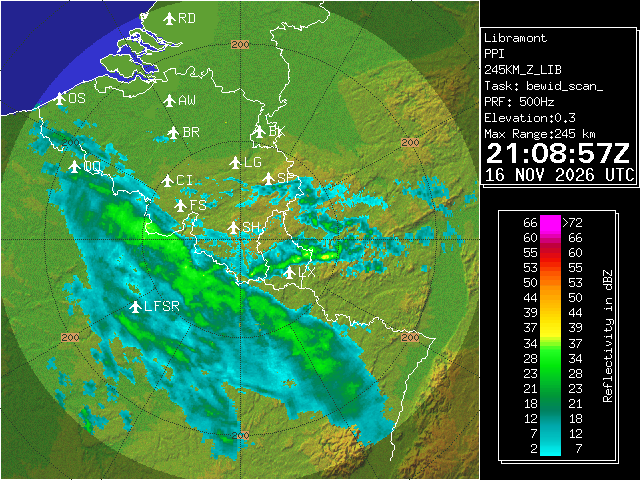 Libramont
PPI
245KM_Z_LIB
Task: bewid_scan_
PRF: 500Hz
Elevation:0.3
Max Range:245 km
21:08:57Z
16 NOV 2026 UTC
RD
200
OS
AW
BR
BK
200
LG
CI
SP
FS
SH
LX
LFSR
200
200
200
66 >72
60 66
55 60
53 55
50 53
44 50
39 44
37 39
34 37
28 34
23 28
21 23
18 21
12 18
7 12
2 7
Reflectivity in dBZ